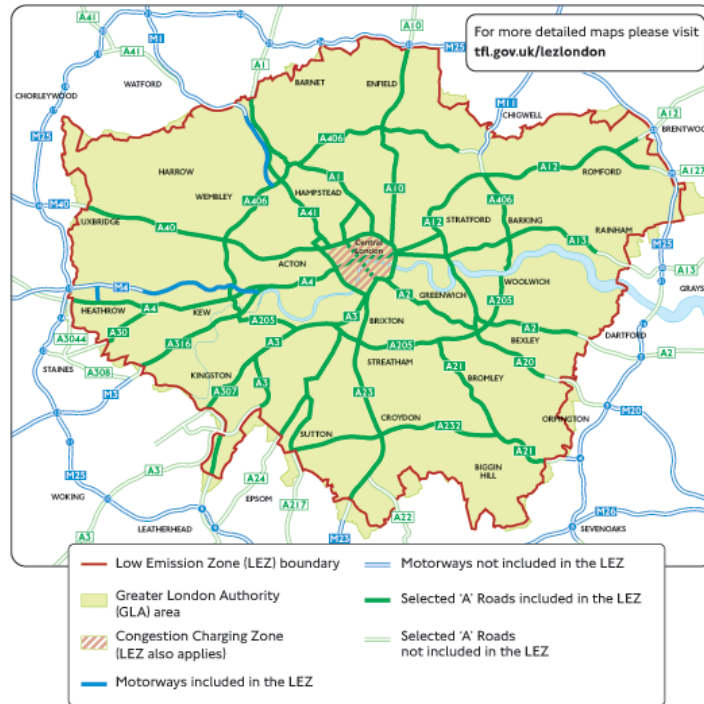 For more detailed maps please visit
tfl.gov.uk/lezlondon
A41
M1
A1
M25
A41
WATFORD
BARNET
ENFIELD
CHORLEYWOOD
M11
CHIGWELL
A12
BRENTWOO
M25
A406
HARROW
A1
A12
ROMFORD
A127
WEMBLEY
HAMPSTEAD
A10
A406
M40
A406
A41
A12
STRATFORD
BARKING
UXBRIDGE
A40
RAINHAM
Central
London
A13
M25
ACTON
M4
A4
WOOLWICH
A13
HEATHROW
A4
KEW
A2
GREENWICH
GRAYS
A205
A30
A205
A3
BRIXTON
A2
A3044
A316
A3
A205
BEXLEY
DARTFORD
STAINES
STREATHAM
A20
A2
A308
A21
KINGSTON
A3
BROMLEY
M3
A307
A23
M20
CROYDON
A232
ORPINGTON
SUTTON
A21
M25
A3
A24
BIGGIN
HILL
WOKING
EPSOM
A217
A22
M26
LEATHERHEAD
SEVENOAKS
A3
M23
Low Emission Zone (LEZ) boundary
Greater London Authority
(GLA) area
Congestion Charging Zone
(LEZ also applies)
Motorways included in the LEZ
Motorways not included in the LEZ
Selected 'A' Roads included in the LEZ
Selected 'A' Roads
not included in the LEZ